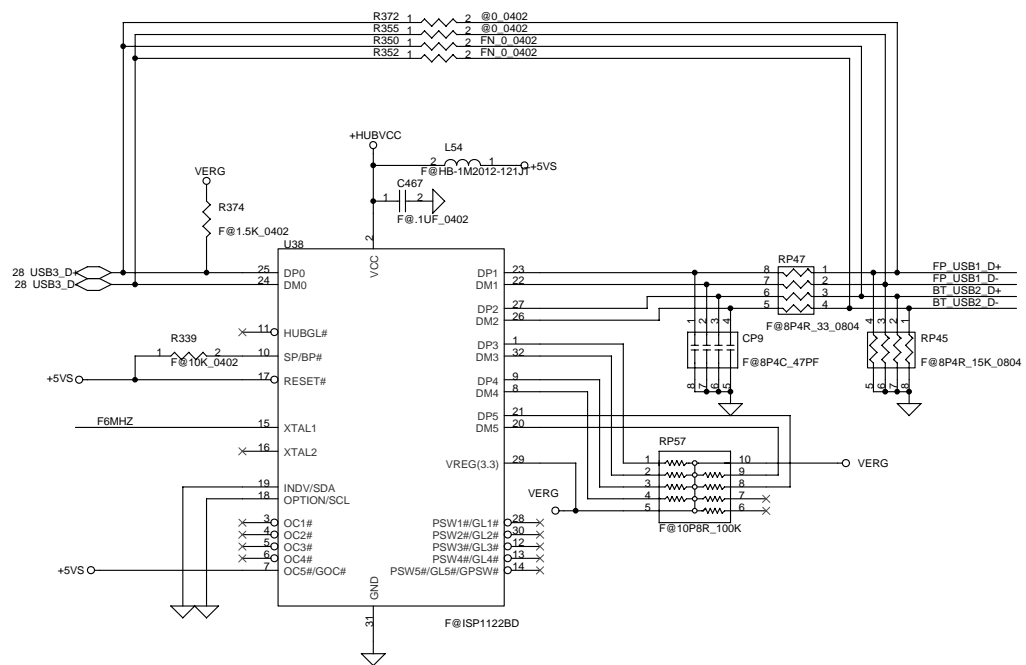 R372 1 2 @0_0402
R355 1 2 @0_0402
R350 1 2 FN_0_0402
R352 1 2 FN_0_0402
+HUBVCC
L54
2 1 +5VS
F@HB-1M2012-121JT
VERG
C467
1 2
F@.1UF_0402
R374
F@1.5K_0402
U38
2
VCC
28 USB3_D+ 25 DP0
28 USB3_D- 24 DM0
11 HUBGL#
R339
1 2 10 SP/BP#
F@10K_0402
+5VS 17 RESET#
F6MHZ 15 XTAL1
16 XTAL2
19 INDV/SDA
18 OPTION/SCL
3 OC1#
4 OC2#
5 OC3#
6 OC4#
+5VS 7 OC5#/GOC#
GND
31
F@ISP1122BD
DP1 23
DM1 22
DP2 27
DM2 26
DP3 1
DM3 32
DP4 9
DM4 8
DP5 21
DM5 20
VREG(3.3) 29
PSW1#/GL1# 28
PSW2#/GL2# 30
PSW3#/GL3# 12
PSW4#/GL4# 13
PSW5#/GL5#/GPSW# 14
RP47
8 1 FP_USB1_D+
7 2 FP_USB1_D-
6 3 BT_USB2_D+
5 4 BT_USB2_D-
F@8P4R_33_0804
1 2 3 4
CP9
F@8P4C_47PF
8 7 6 5
4 3 2 1
RP45
F@8P4R_15K_0804
5 6 7 8
RP57
1 10 VERG
2 9
3 8
4 7
VERG 5 6
F@10P8R_100K